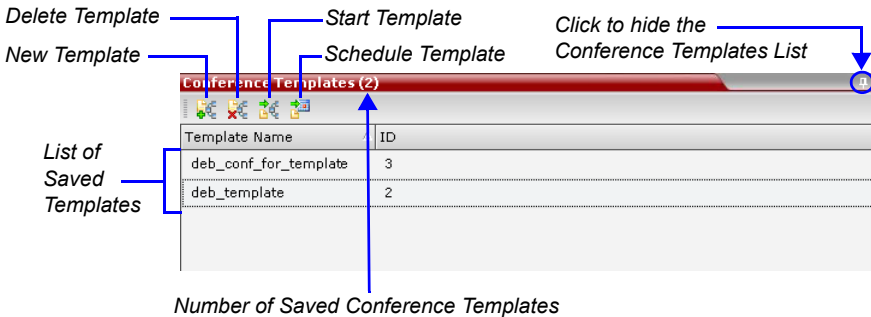 Delete Template
Start Template
Click to hide the
Conference Templates List
New Template
Schedule Template
Conference Templates (2)
Template Name
ID
List of
Saved
Templates
deb_conf_for_template 3
deb_template 2
Number of Saved Conference Templates